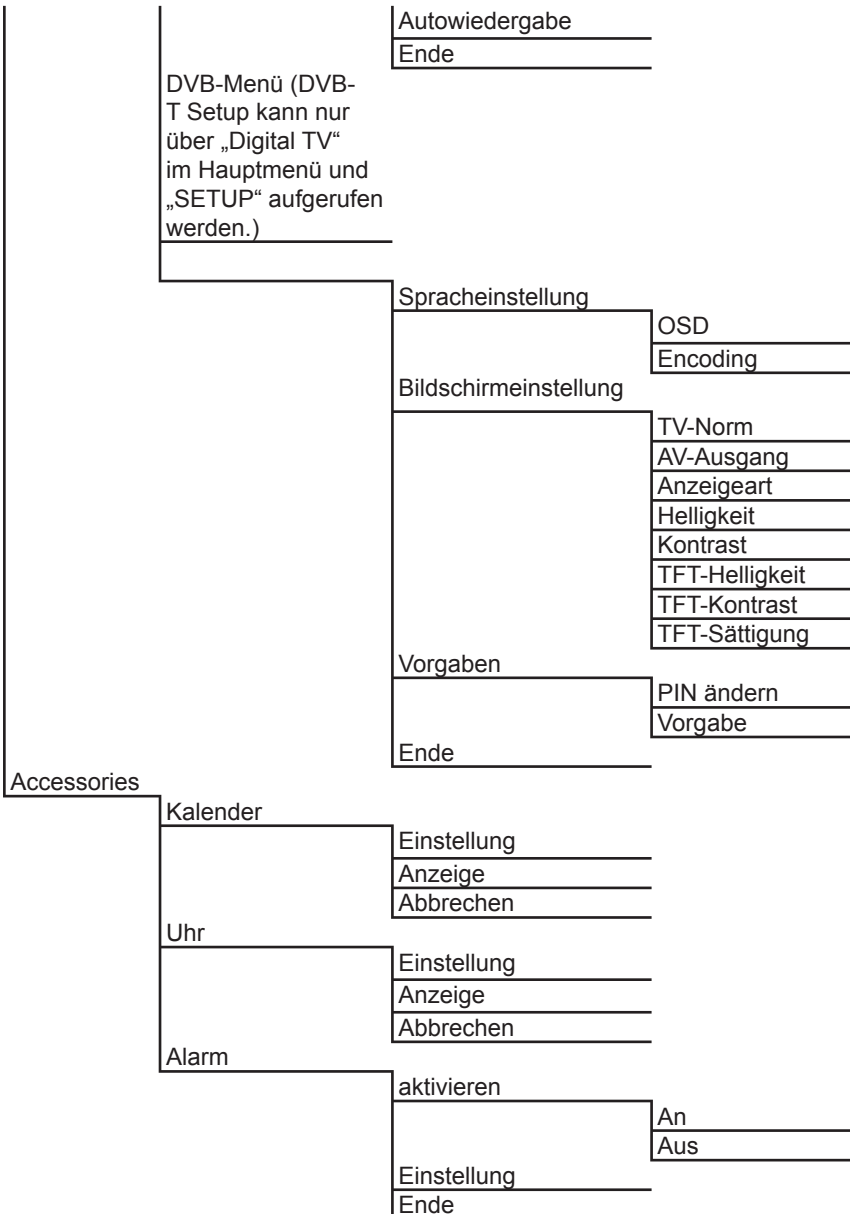 Autowiedergabe
Ende
DVB-Menü (DVB-
T Setup kann nur
über „Digital TV“
im Hauptmenü und
„SETUP“ aufgerufen
werden.)
Spracheinstellung
OSD
Encoding
Bildschirmeinstellung
TV-Norm
AV-Ausgang
Anzeigeart
Helligkeit
Kontrast
TFT-Helligkeit
TFT-Kontrast
TFT-Sättigung
Vorgaben
PIN ändern
Vorgabe
Ende
Accessories
Kalender
Einstellung
Anzeige
Abbrechen
Uhr
Einstellung
Anzeige
Abbrechen
Alarm
aktivieren
An
Aus
Einstellung
Ende